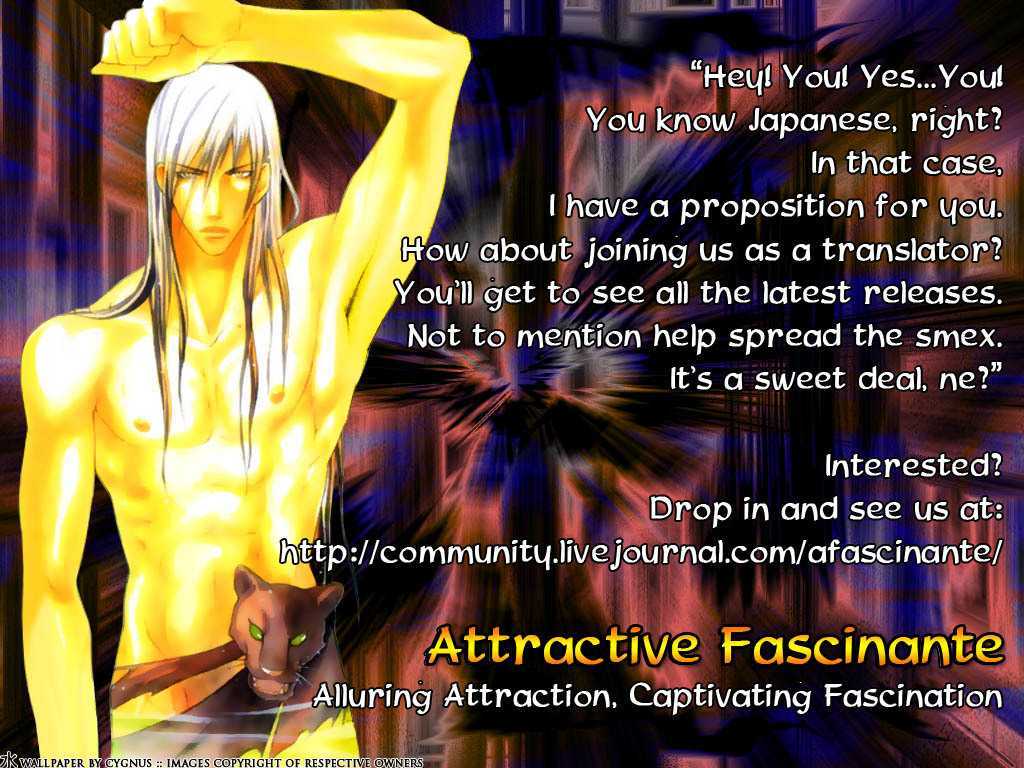 “Hey! You! Yes...You!
You know Japanese, right?
In that case,
I have a proposition for you.
How about joining us as a translator?
You'll get to see all the latest releases.
Not to mention help spread the smex.
It's a sweet deal, ne?”
Interested?
Drop in and see us at:
http://community.livejournal.com/afascinante/
Attractive Fascinante
Alluring Attraction, Captivating Fascination
水 WALLPAPER BY CYGNUS :: IMAGES COPYRIGHT OF RESPECTIVE OWNERS